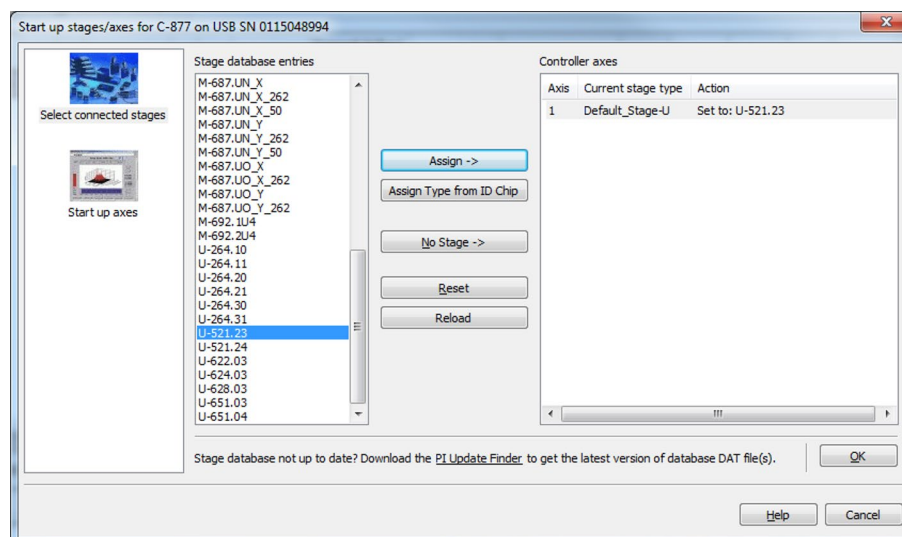 Start up stages/axes for C-877 on USB SN 0115048994
Select connected stages
Start up axes
Stage database entries
M-687.UN_X
M-687.UN_X_262
M-687.UN_X_50
M-687.UN_Y
M-687.UN_Y_262
M-687.UN_Y_50
M-687.UO_X
M-687.UO_X_262
M-687.UO_Y
M-687.UO_Y_262
M-692.1U4
M-692.2U4
U-264.10
U-264.11
U-264.20
U-264.21
U-264.30
U-264.31
U-521.23
U-521.24
U-622.03
U-624.03
U-628.03
U-651.03
U-651.04
Assign ->
Assign Type from ID Chip
No Stage ->
Reset
Reload
Controller axes
Axis Current stage type Action
1 Default_Stage-U Set to: U-521.23
Stage database not up to date? Download the PI Update Finder to get the latest version of database DAT file(s).
OK
Help Cancel